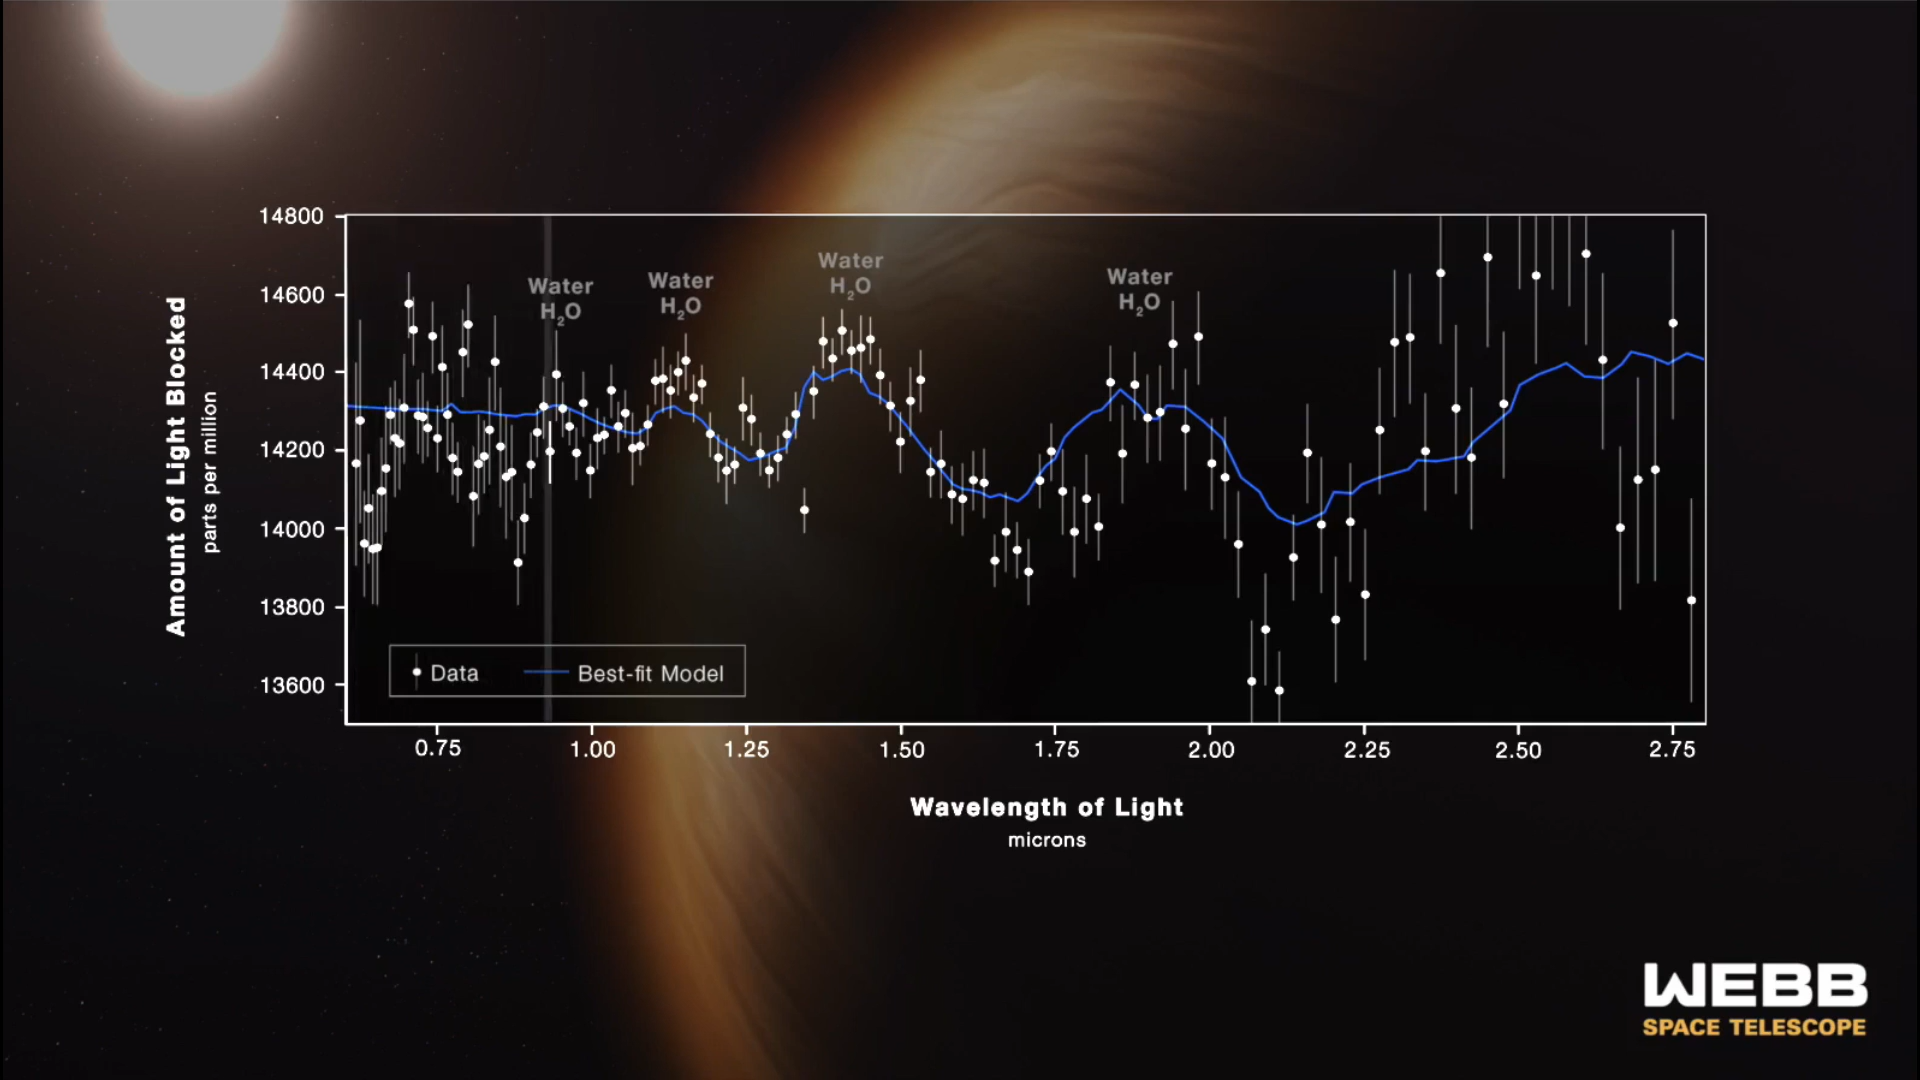 14800
14600
14400
14200
14000
13800
13600
Amount of Light Blocked
parts per million
Water
H₂O
Water
H₂O
Water
H₂O
Water
H₂O
Data
Best-fit Model
0.75 1.00 1.25 1.50 1.75 2.00 2.25 2.50 2.75
Wavelength of Light
microns
WEBB
SPACE TELESCOPE